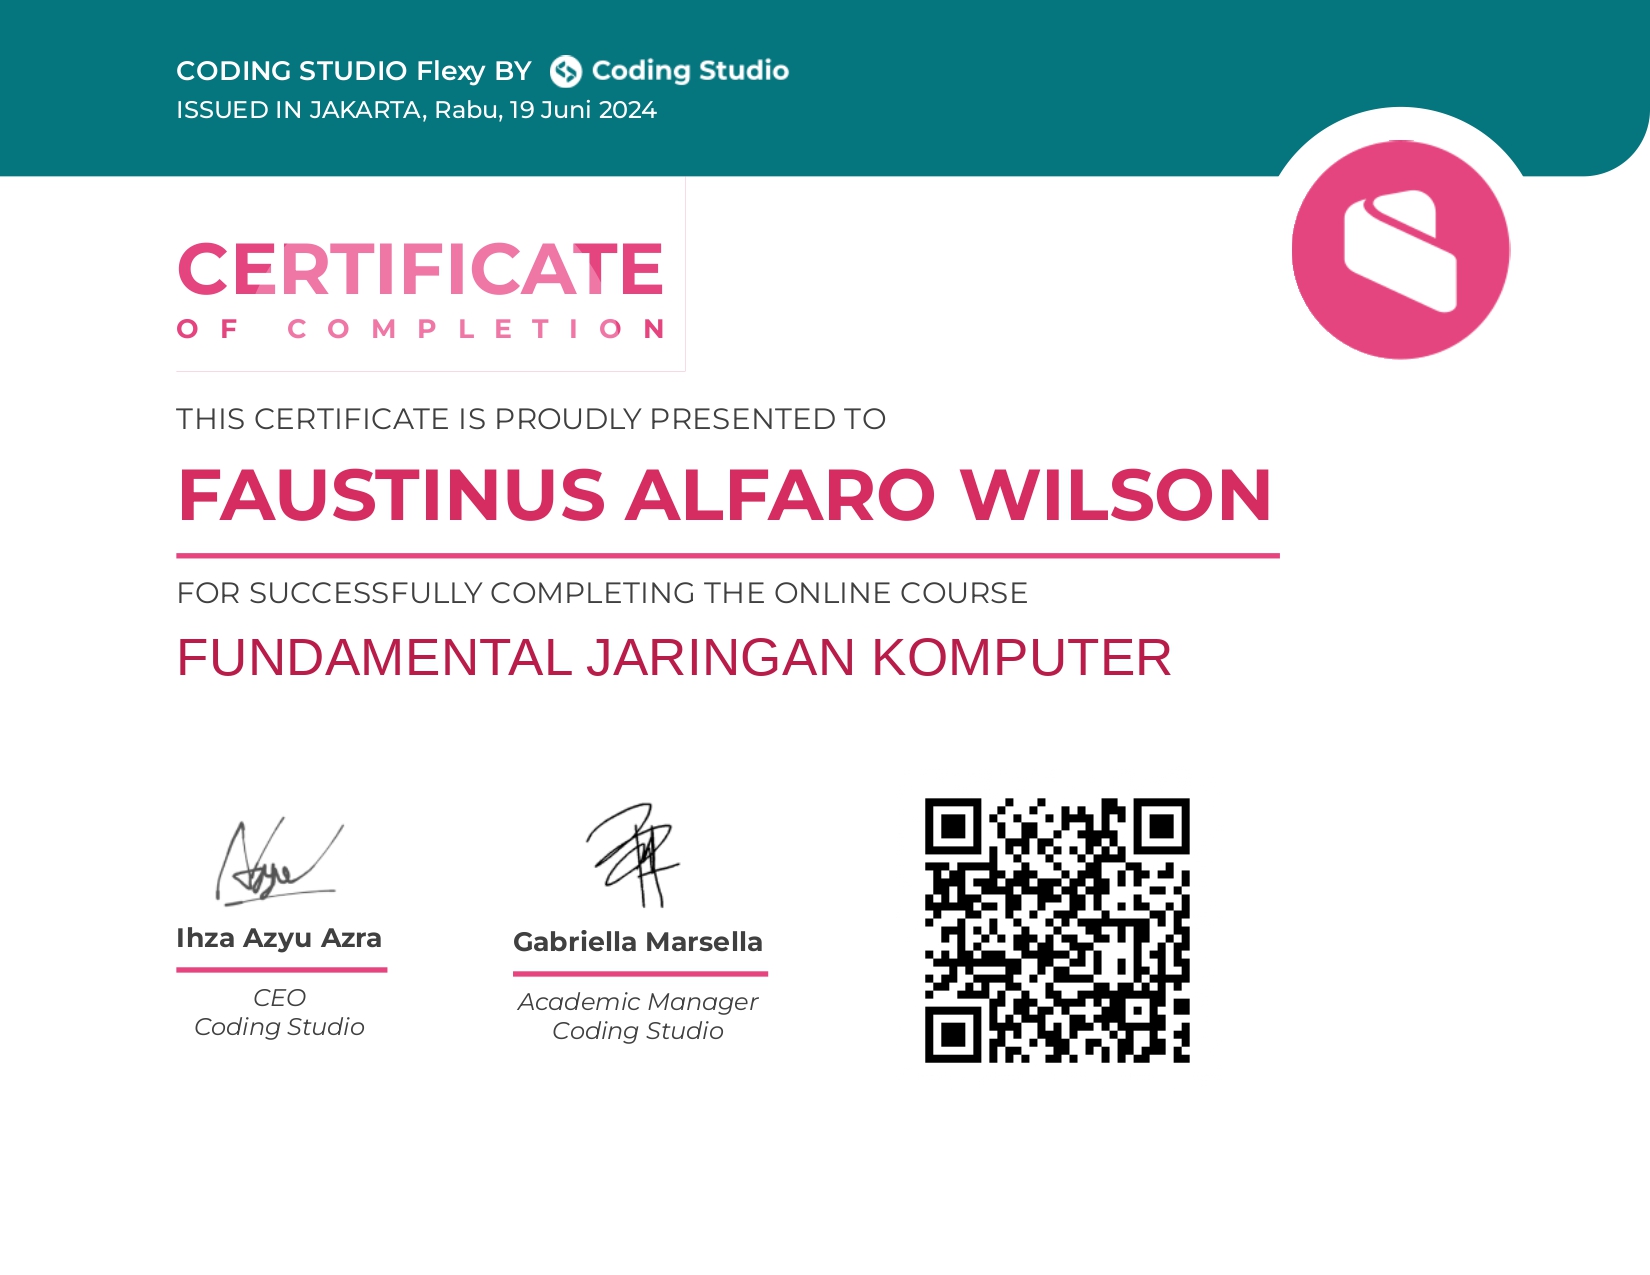 CODING STUDIO Flexy BY Coding Studio
ISSUED IN JAKARTA, Rabu, 19 Juni 2024
CERTIFICATE
OF COMPLETION
THIS CERTIFICATE IS PROUDLY PRESENTED TO
FAUSTINUS ALFARO WILSON
FOR SUCCESSFULLY COMPLETING THE ONLINE COURSE
FUNDAMENTAL JARINGAN KOMPUTER
Ihza Azyu Azra
CEO
Coding Studio
Gabriella Marsella
Academic Manager
Coding Studio